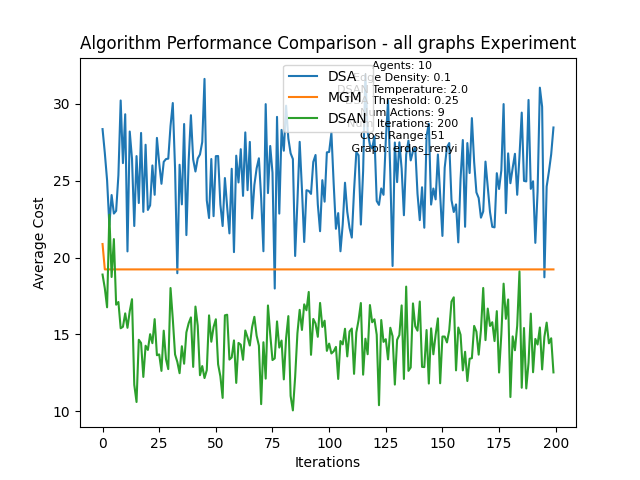 Algorithm Performance Comparison - all graphs Experiment
Agents: 10
Edge Density: 0.1
DSAN Temperature: 2.0
Threshold: 0.25
Num Actions: 9
Iterations: 200
Cost Range: 51
Graph: erdos_renyi
DSA
MGM
DSAN
Average Cost
30
25
20
15
10
0 25 50 75 100 125 150 175 200
Iterations